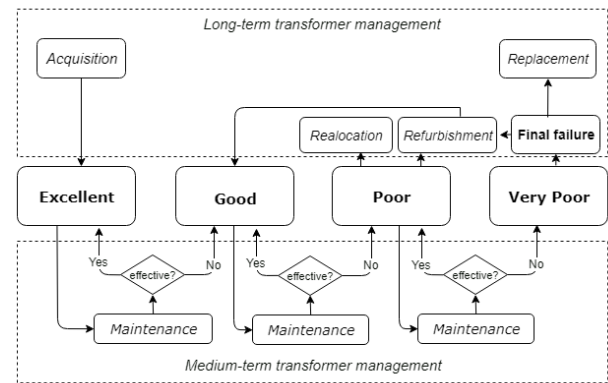 Long-term transformer management
Acquisition
Replacement
Realocation
Refurbishment
Final failure
Excellent
Good
Poor
Very Poor
Yes
effective?
No
Yes
effective?
No
Yes
effective?
No
Maintenance
Maintenance
Maintenance
Medium-term transformer management